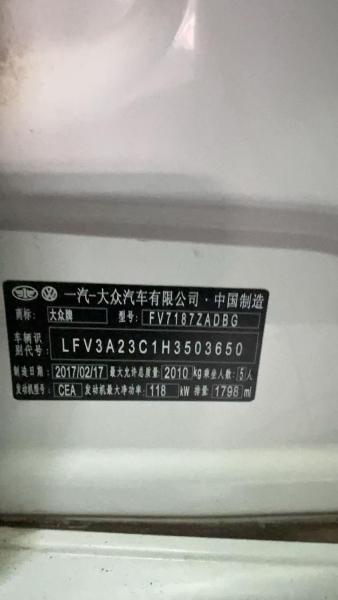 一汽-大众汽车有限公司·中国制造
商标: 大众牌 型号: FV7187ZADBG
车辆识别代号: LFV3A23C1H3503650
制造日期: 2017/02/17 最大允许总质量: 2010 kg 乘坐人数: 5 人
发动机型号: CEA 发动机最大净功率: 118 kW 排量: 1798 ml